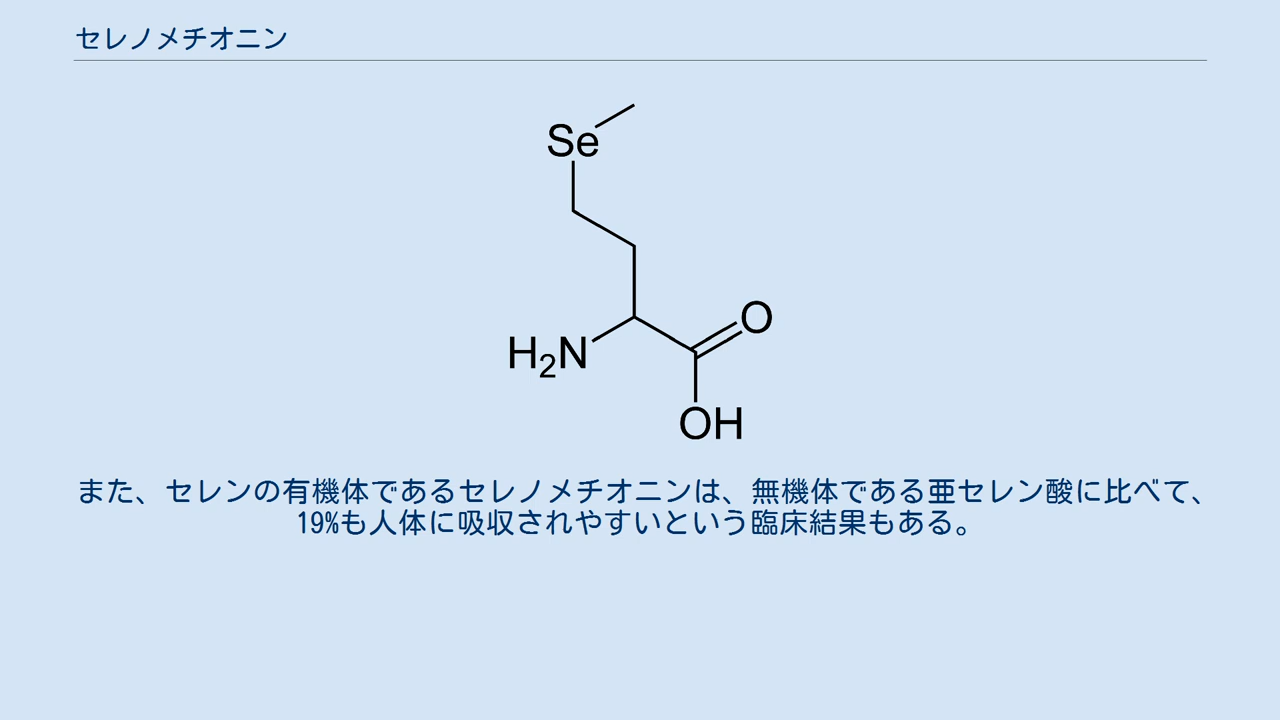 セレノメチオニン
Se
O
H₂N
OH
また、セレンの有機体であるセレノメチオニンは、無機体である亜セレン酸に比べて、
19%も人体に吸収されやすいという臨床結果もある。